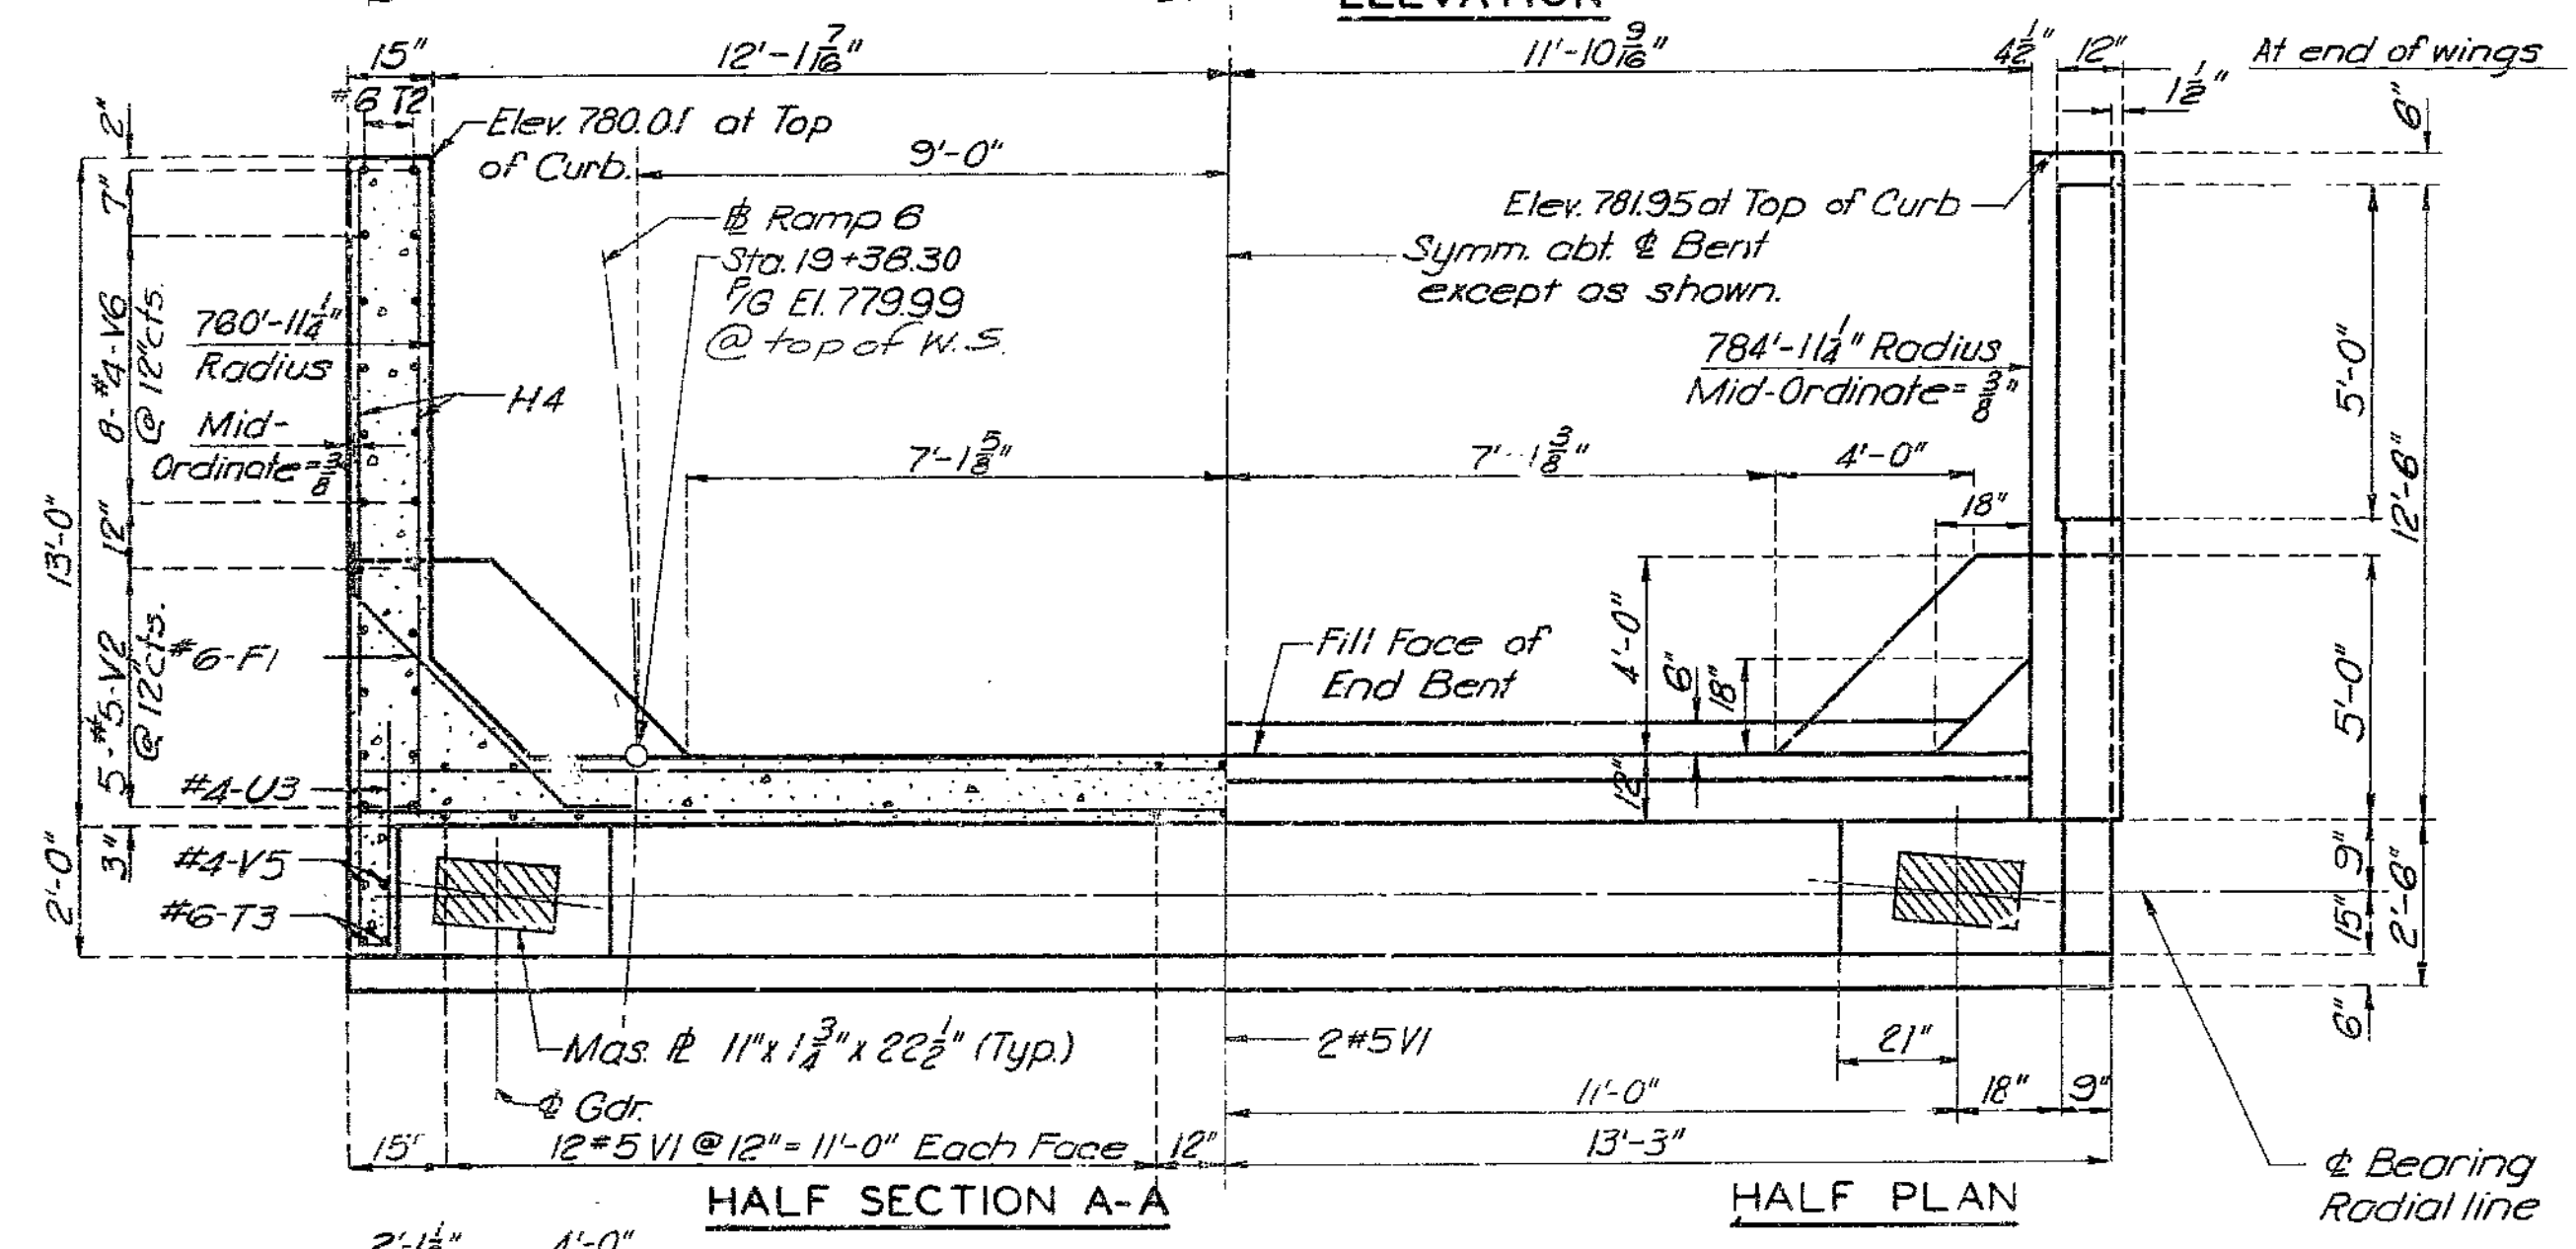 ELEVATION
15"
12'-1 7/16"
11'-10 9/16"
4 1/2"
12"
At end of wings
1 1/2"
#6 T2
2"
6"
Elev. 780.01 at Top
of Curb.
9'-0"
7"
℄ Ramp 6
Sta. 19+38.30
P/G El. 779.99
@ top of W.S.
Elev. 781.95 at Top of Curb
Symm. abt. ℄ Bent
except as shown.
8-#4-V6
@ 12"cts.
760'-11 1/4"
Radius
784'-11 1/4" Radius
Mid-Ordinate= 3/8"
5'-0"
H4
Mid-
Ordinate= 3/8"
7'-1 5/8"
7'-1 3/8"
4'-0"
18"
12'-6"
13'-0"
12"
#6-F1
5-#5-V2
@ 12"cts.
Fill Face of
End Bent
4'-0"
6"
18"
5'-0"
#4-U3
12"
2'-0"
3"
#4-V5
#6-T3
9"
15"
2'-6"
Mas. ⅊ 11"x 1 3/4"x 22 1/2" (Typ.)
2#5 V1
6"
21"
℄ Gdr.
11'-0"
18"
9"
15"
12#5 V1 @ 12"= 11'-0" Each Face
12"
13'-3"
℄ Bearing
Radial line
HALF SECTION A-A
HALF PLAN
2'-1 1/2"
4'-0"